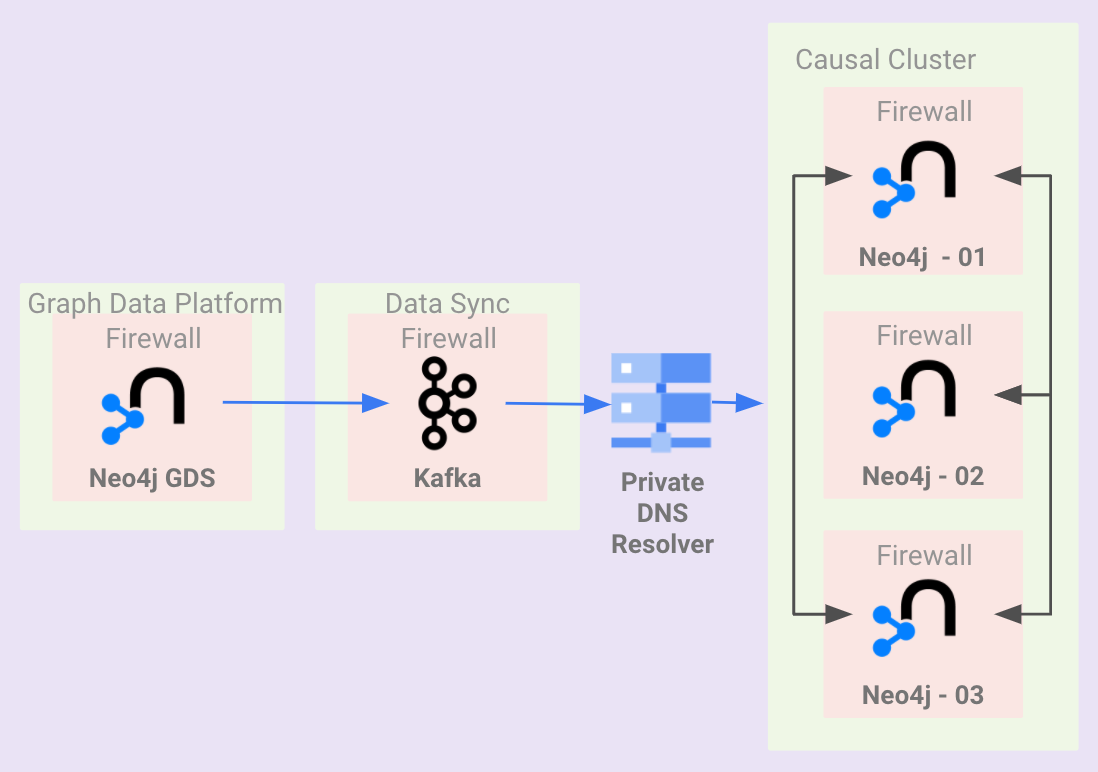 Graph Data Platform
Firewall
Neo4j GDS
Data Sync
Firewall
Kafka
Private
DNS
Resolver
Causal Cluster
Firewall
Neo4j - 01
Firewall
Neo4j - 02
Firewall
Neo4j - 03